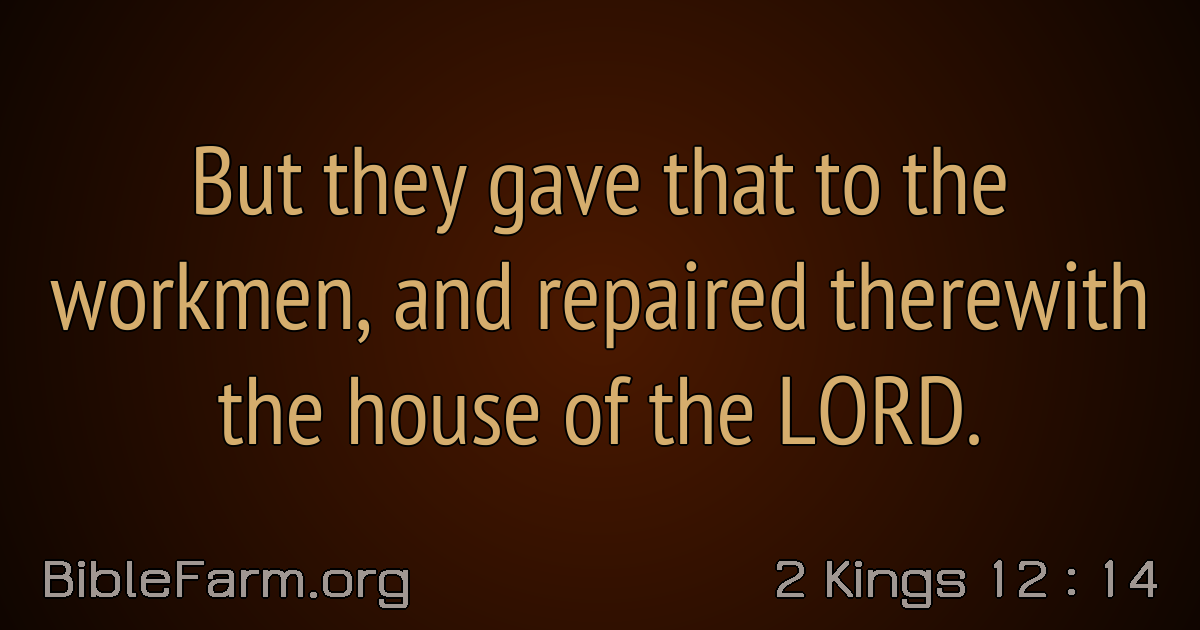 But they gave that to the
workmen, and repaired therewith
the house of the LORD.
BibleFarm.org
2 Kings 12 : 14